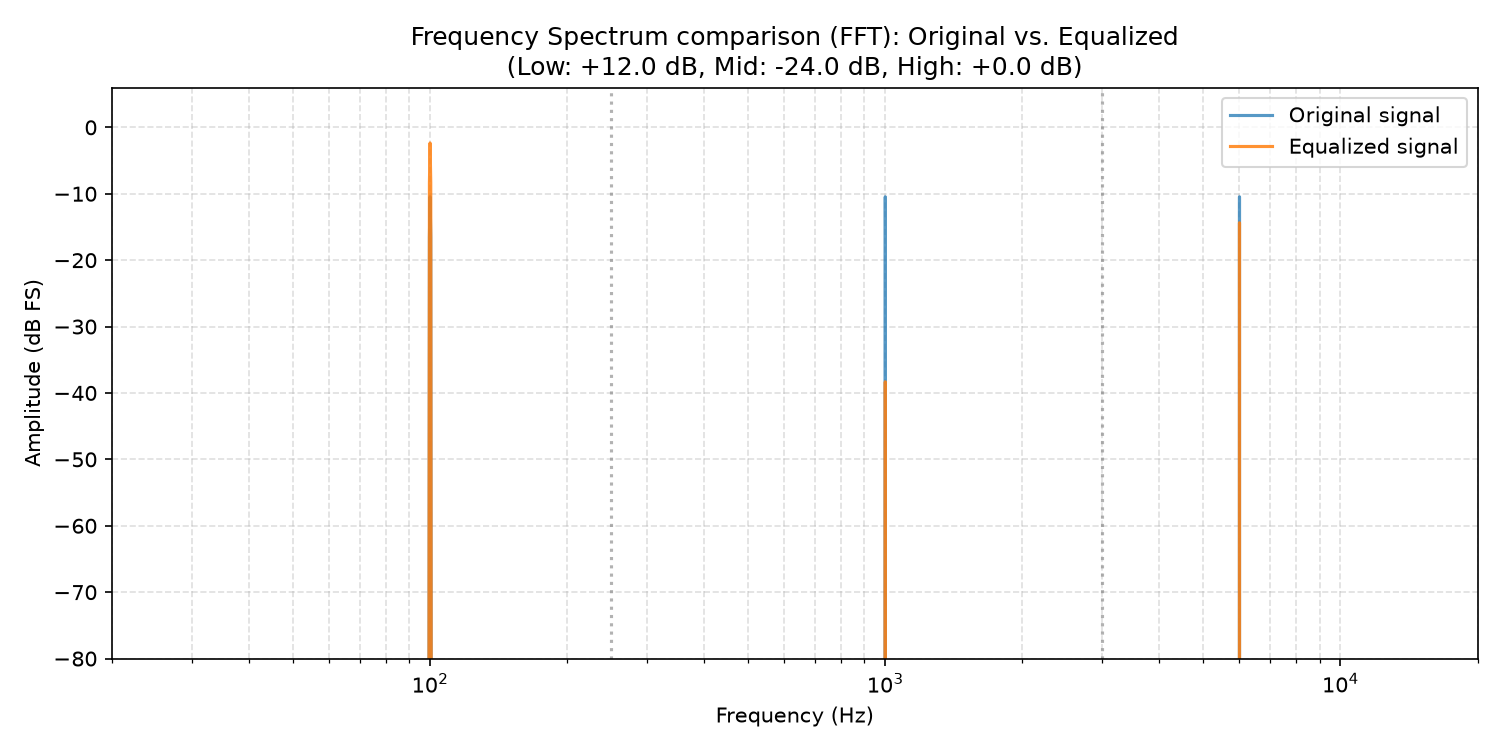 Frequency Spectrum comparison (FFT): Original vs. Equalized
(Low: +12.0 dB, Mid: -24.0 dB, High: +0.0 dB)
Original signal
Equalized signal
Amplitude (dB FS)
0
−10
−20
−30
−40
−50
−60
−70
−80
10²
10³
10⁴
Frequency (Hz)